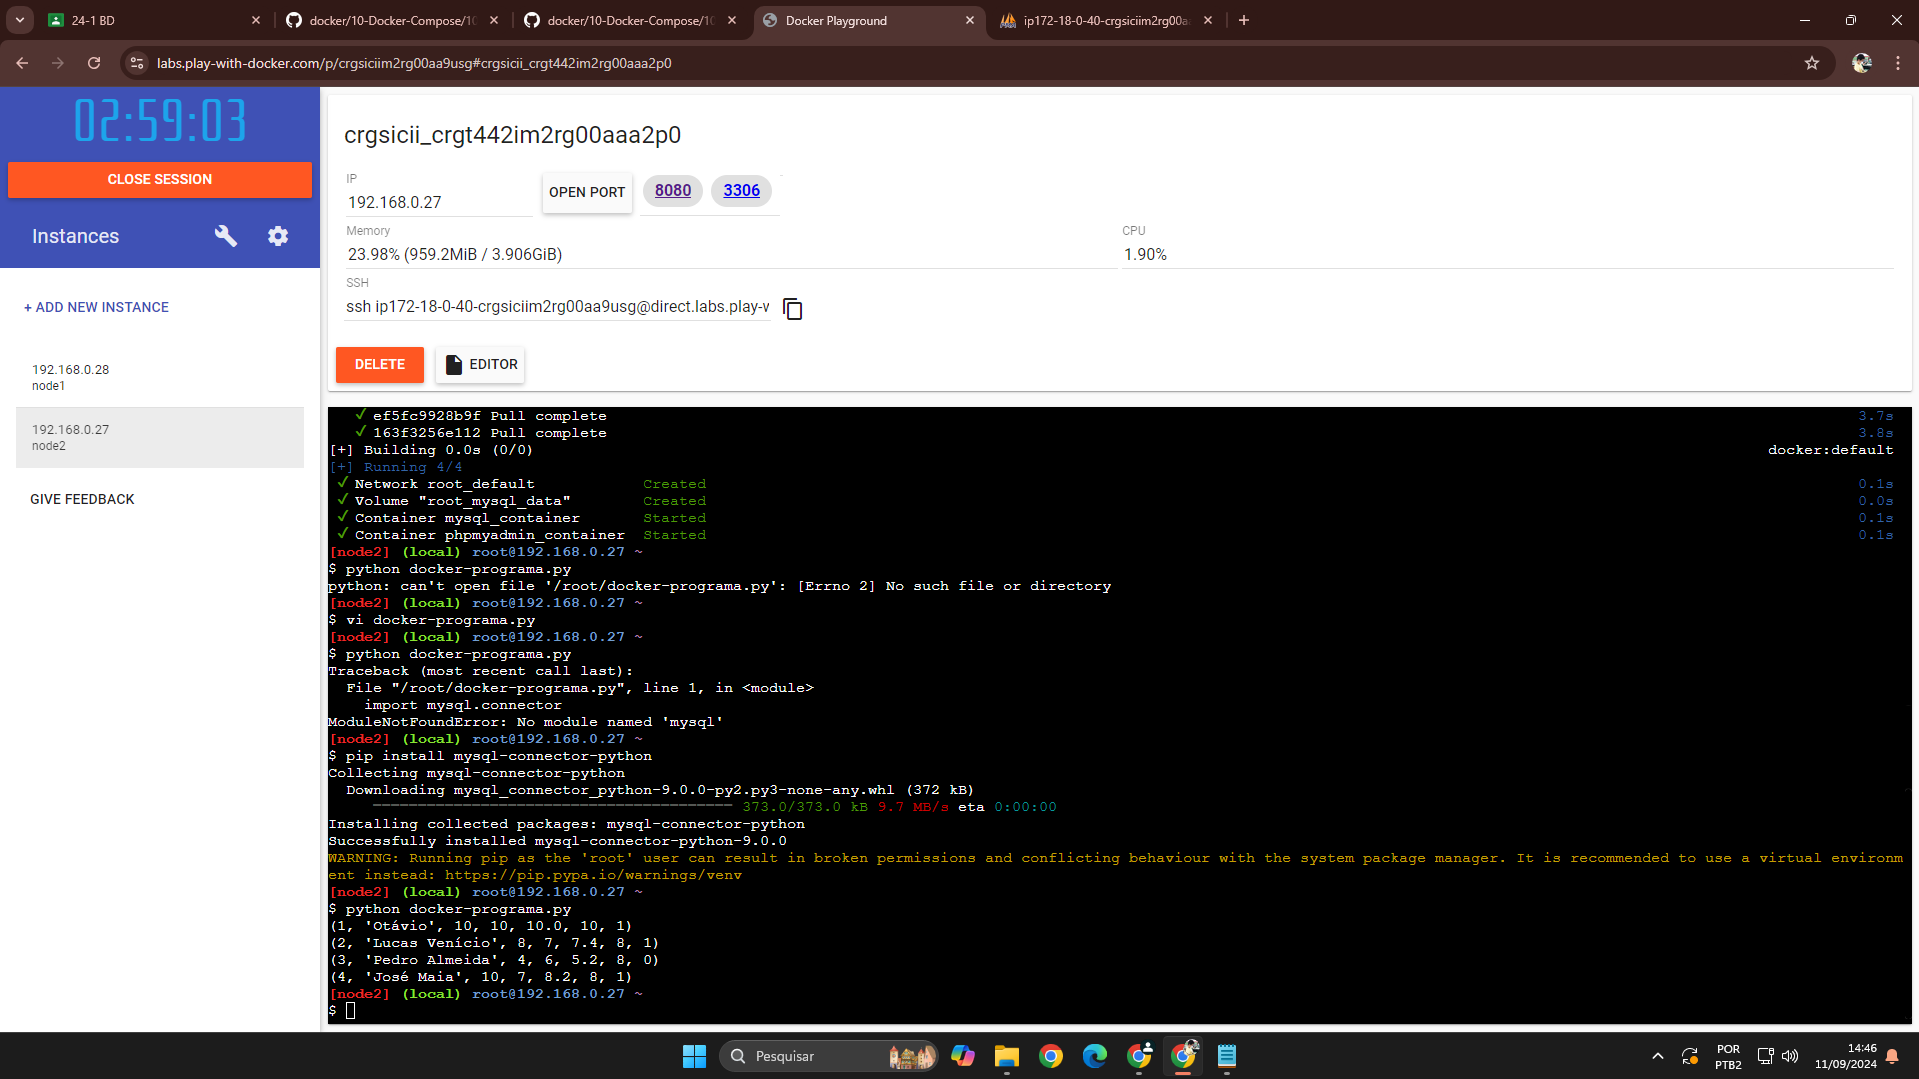 24-1 BD
docker/10-Docker-Compose/10
docker/10-Docker-Compose/10
Docker Playground
ip172-18-0-40-crgsiciim2rg00aa
labs.play-with-docker.com/p/crgsiciim2rg00aa9usg#crgsicii_crgt442im2rg00aaa2p0
02:59:03
CLOSE SESSION
Instances
+ ADD NEW INSTANCE
192.168.0.28
node1
192.168.0.27
node2
GIVE FEEDBACK
crgsicii_crgt442im2rg00aaa2p0
IP
192.168.0.27
OPEN PORT
8080
3306
Memory
23.98% (959.2MiB / 3.906GiB)
CPU
1.90%
SSH
ssh ip172-18-0-40-crgsiciim2rg00aa9usg@direct.labs.play-v
DELETE
EDITOR
✓ ef5fc9928b9f Pull complete 3.7s
✓ 163f3256e112 Pull complete 3.8s
[+] Building 0.0s (0/0) docker:default
[+] Running 4/4
✓ Network root_default Created 0.1s
✓ Volume "root_mysql_data" Created 0.0s
✓ Container mysql_container Started 0.1s
✓ Container phpmyadmin_container Started 0.1s
[node2] (local) root@192.168.0.27 ~
$ python docker-programa.py
python: can't open file '/root/docker-programa.py': [Errno 2] No such file or directory
[node2] (local) root@192.168.0.27 ~
$ vi docker-programa.py
[node2] (local) root@192.168.0.27 ~
$ python docker-programa.py
Traceback (most recent call last):
File "/root/docker-programa.py", line 1, in <module>
import mysql.connector
ModuleNotFoundError: No module named 'mysql'
[node2] (local) root@192.168.0.27 ~
$ pip install mysql-connector-python
Collecting mysql-connector-python
Downloading mysql_connector_python-9.0.0-py2.py3-none-any.whl (372 kB)
373.0/373.0 kB 9.7 MB/s eta 0:00:00
Installing collected packages: mysql-connector-python
Successfully installed mysql-connector-python-9.0.0
WARNING: Running pip as the 'root' user can result in broken permissions and conflicting behaviour with the system package manager. It is recommended to use a virtual environm
ent instead: https://pip.pypa.io/warnings/venv
[node2] (local) root@192.168.0.27 ~
$ python docker-programa.py
(1, 'Otávio', 10, 10, 10.0, 10, 1)
(2, 'Lucas Venício', 8, 7, 7.4, 8, 1)
(3, 'Pedro Almeida', 4, 6, 5.2, 8, 0)
(4, 'José Maia', 10, 7, 8.2, 8, 1)
[node2] (local) root@192.168.0.27 ~
$
Pesquisar
POR
PTB2
14:46
11/09/2024